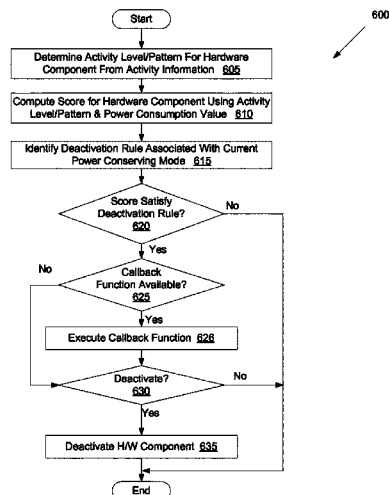 Start
600
Determine Activity Level/Pattern For Hardware
Component From Activity Information 605
Compute Score for Hardware Component Using Activity
Level/Pattern & Power Consumption Value 610
Identify Deactivation Rule Associated With Current
Power Conserving Mode 615
Score Satisfy
Deactivation Rule?
620
No
Yes
No
Callback
Function Available?
625
Yes
Execute Callback Function 628
Deactivate?
630
No
Yes
Deactivate H/W Component 635
End